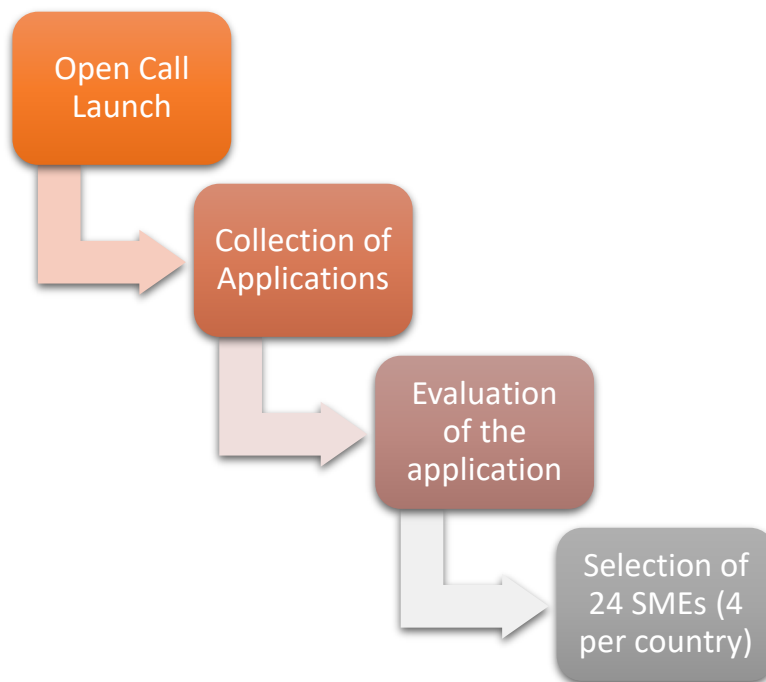 Open Call
Launch
Collection of
Applications
Evaluation
of the
application
Selection of
24 SMEs (4
per country)